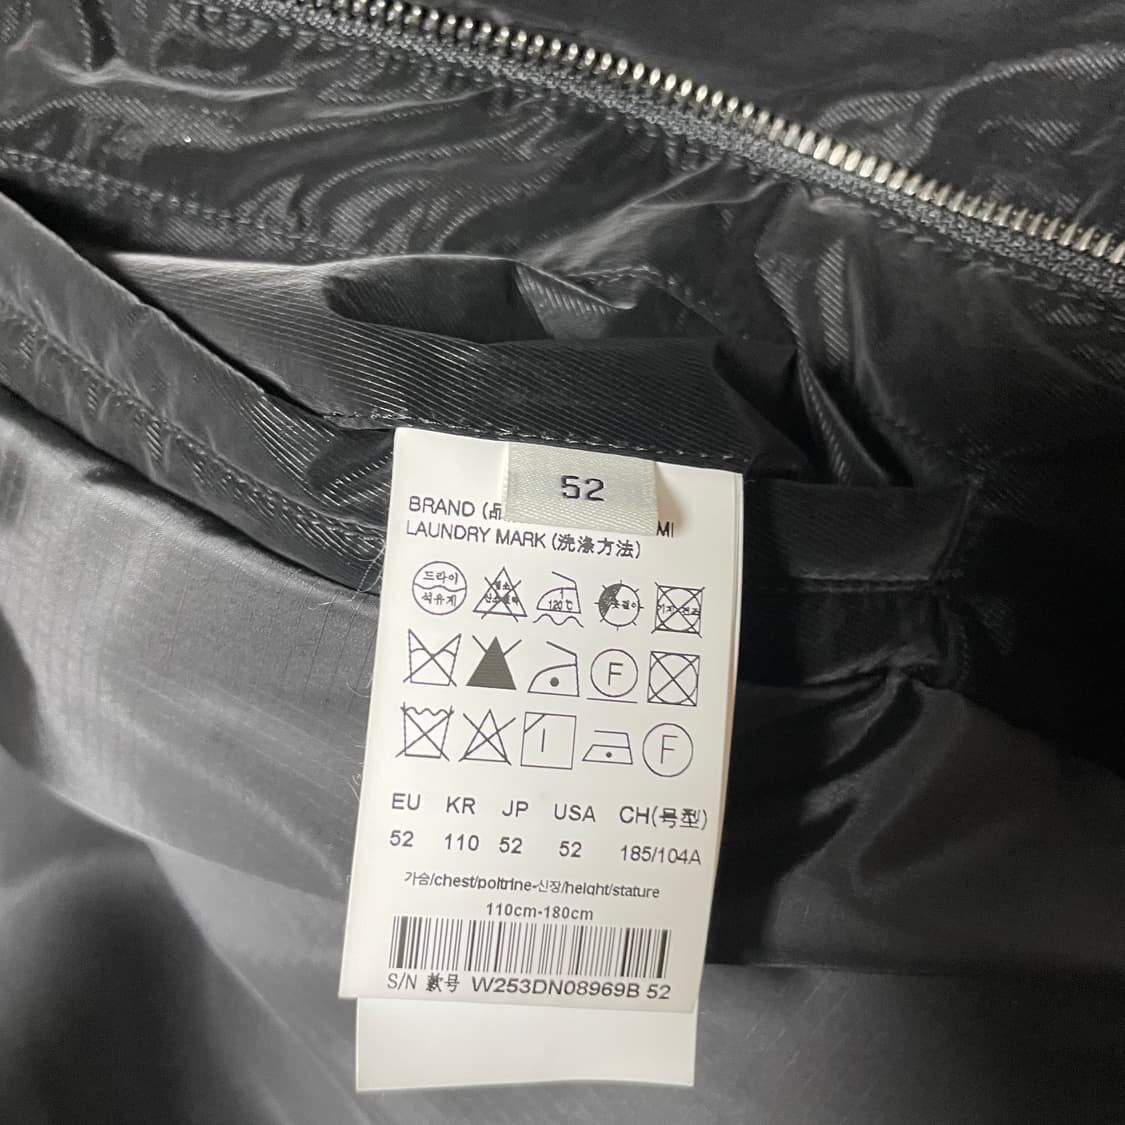 52
BRAND (品 MI
LAUNDRY MARK (洗涤方法)
드라이
석유계
120℃
F
F
EU KR JP USA CH(号型)
52 110 52 52 185/104A
가슴/chest/poltrine-신장/height/stature
110cm-180cm
S/N 款号 W253DN08969B 52